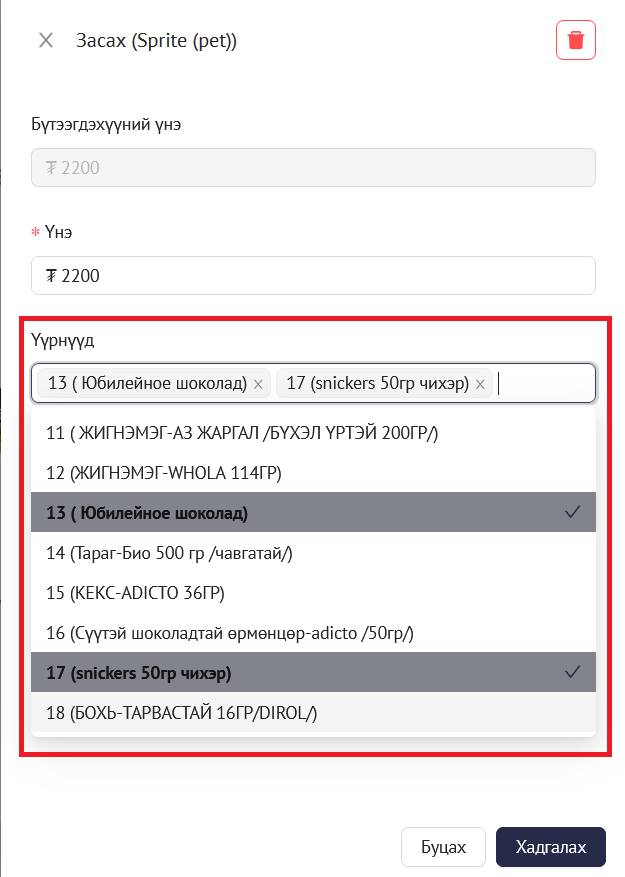 Засах (Sprite (pet))
Бүтээгдэхүүний үнэ
₮ 2200
* Үнэ
₮ 2200
Үүрнүүд
13 ( Юбилейное шоколад) × 17 (snickers 50гр чихэр) ×
11 ( ЖИГНЭМЭГ-АЗ ЖАРГАЛ /БҮХЭЛ ҮРТЭЙ 200ГР/)
12 (ЖИГНЭМЭГ-WHOLA 114ГР)
13 ( Юбилейное шоколад)
14 (Тараг-Био 500 гр /чавгатай/)
15 (КЕКС-ADICTO 36ГР)
16 (Сүүтэй шоколадтай өрмөнцөр-adicto /50гр/)
17 (snickers 50гр чихэр)
18 (БОХЬ-ТАРВАСТАЙ 16ГР/DIROL/)
Буцах Хадгалах